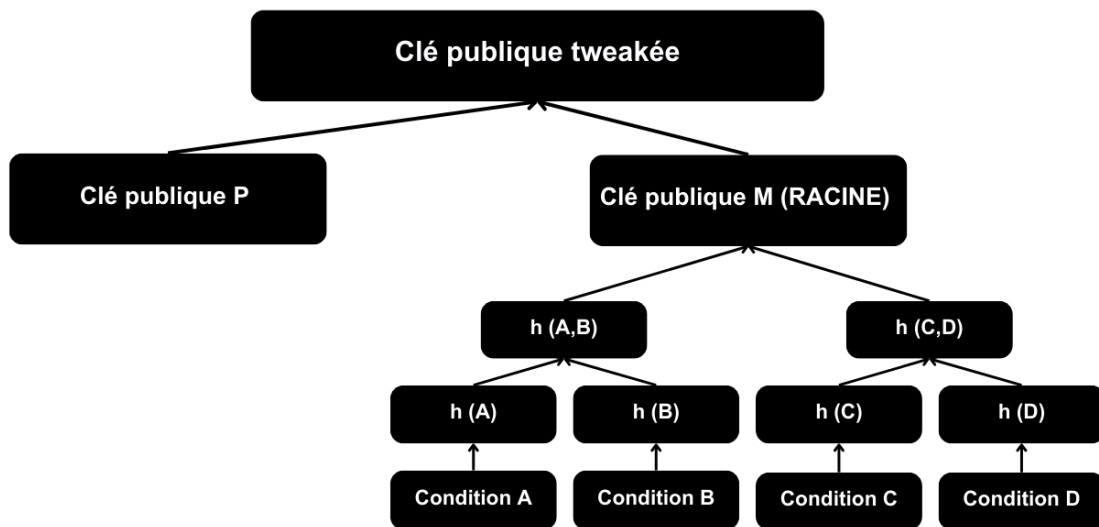 Clé publique tweakée
Clé publique P
Clé publique M (RACINE)
h (A,B)
h (C,D)
h (A)
h (B)
h (C)
h (D)
Condition A
Condition B
Condition C
Condition D